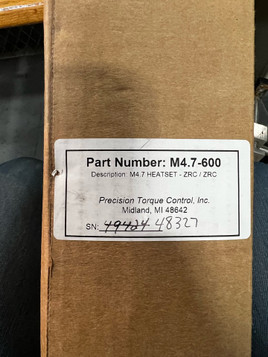 Part Number: M4.7-600
Description: M4.7 HEATSET - ZRC / ZRC
Precision Torque Control, Inc.
Midland, MI 48642
SN: 49424 48327